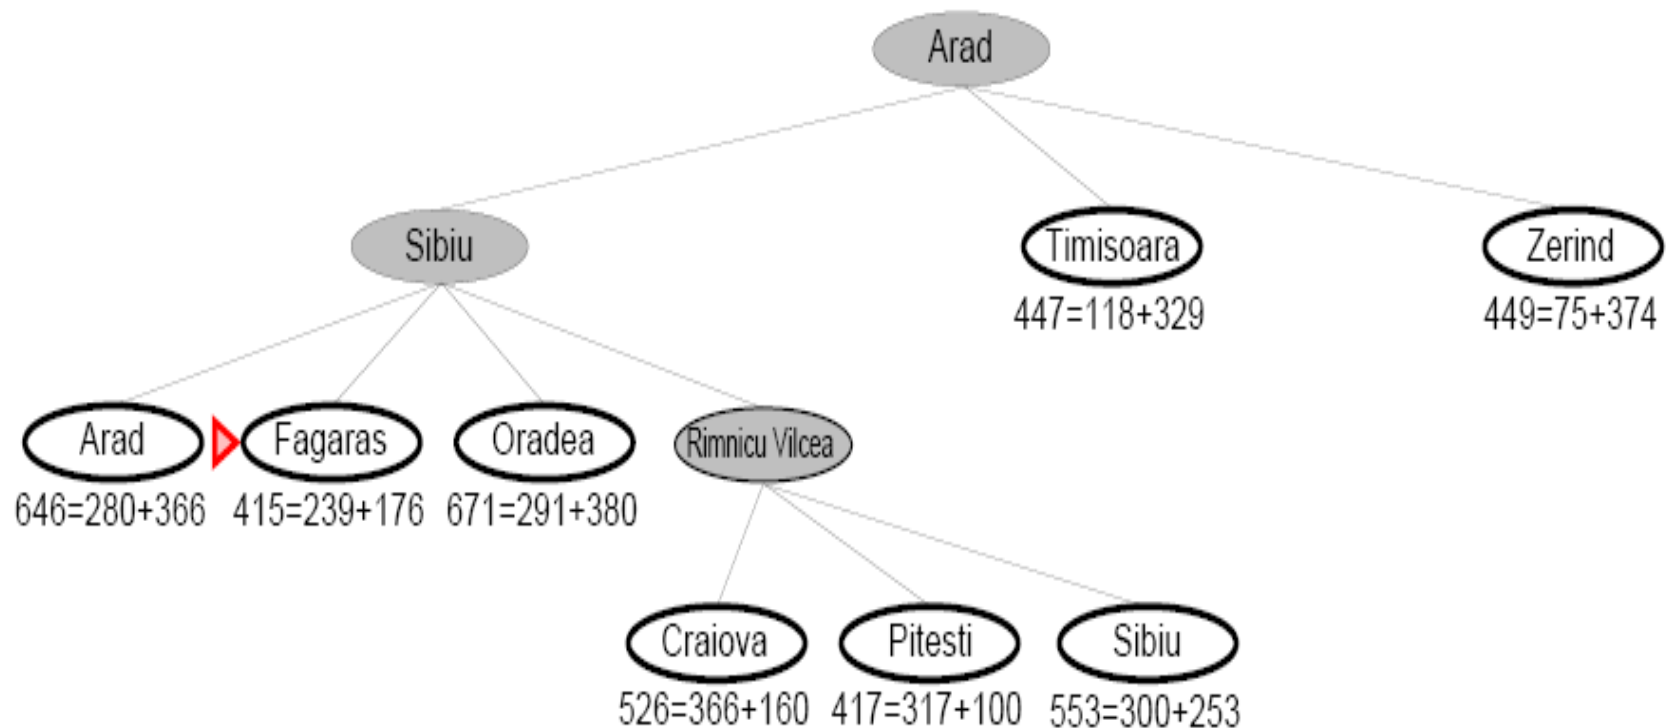 Arad
Sibiu
Timisoara
Zerind
447=118+329
449=75+374
Arad
Fagaras
Oradea
Rimnicu Vilcea
646=280+366
415=239+176
671=291+380
Craiova
Pitesti
Sibiu
526=366+160
417=317+100
553=300+253